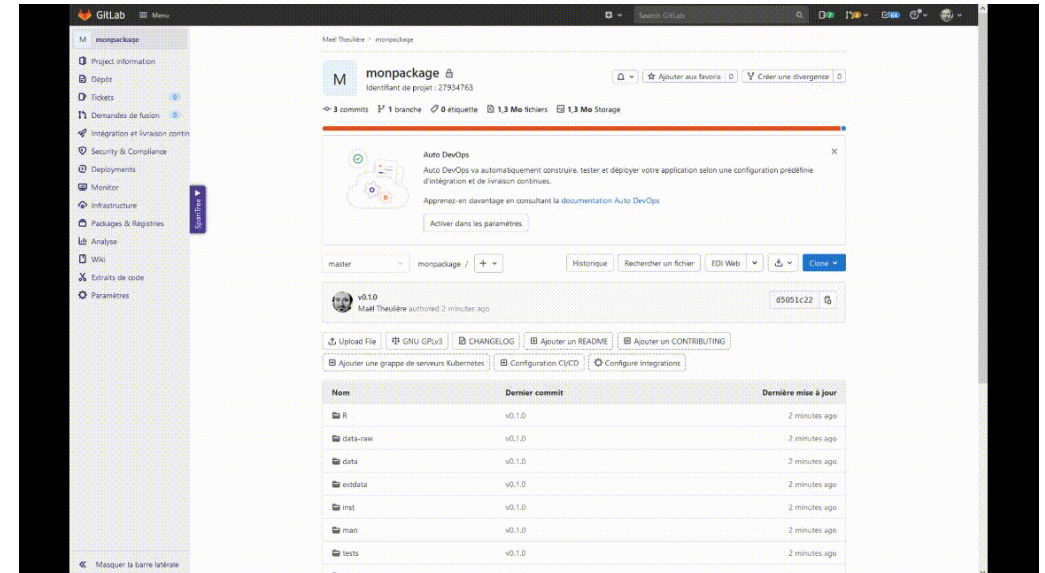 GitLab Menu Search GitLab
M monpackage
Project information
Dépôt
Tickets 0
Demandes de fusion 0
Intégration et livraison contin
Security & Compliance
Deployments
Monitor
Infrastructure
Packages & Registries
Analyse
Wiki
Extraits de code
Paramètres
Masquer la barre latérale
SpanTree
Maël Theulière > monpackage
M monpackage
Identifiant de projet : 27934763
Ajouter aux favoris 0 Créer une divergence 0
3 commits 1 branche 0 étiquette 1,3 Mo fichiers 1,3 Mo Storage
Auto DevOps
Auto DevOps va automatiquement construire, tester et déployer votre application selon une configuration prédéfinie
d'intégration et de livraison continues.
Apprenez-en davantage en consultant la documentation Auto DevOps
Activer dans les paramètres
master monpackage / + Historique Rechercher un fichier EDI Web Clone
v0.1.0
Maël Theulière authored 2 minutes ago
d5051c22
Upload File GNU GPLv3 CHANGELOG Ajouter un README Ajouter un CONTRIBUTING
Ajouter une grappe de serveurs Kubernetes Configuration CI/CD Configure Integrations
Nom Dernier commit Dernière mise à jour
R v0.1.0 2 minutes ago
data-raw v0.1.0 2 minutes ago
data v0.1.0 2 minutes ago
extdata v0.1.0 2 minutes ago
inst v0.1.0 2 minutes ago
man v0.1.0 2 minutes ago
tests v0.1.0 2 minutes ago